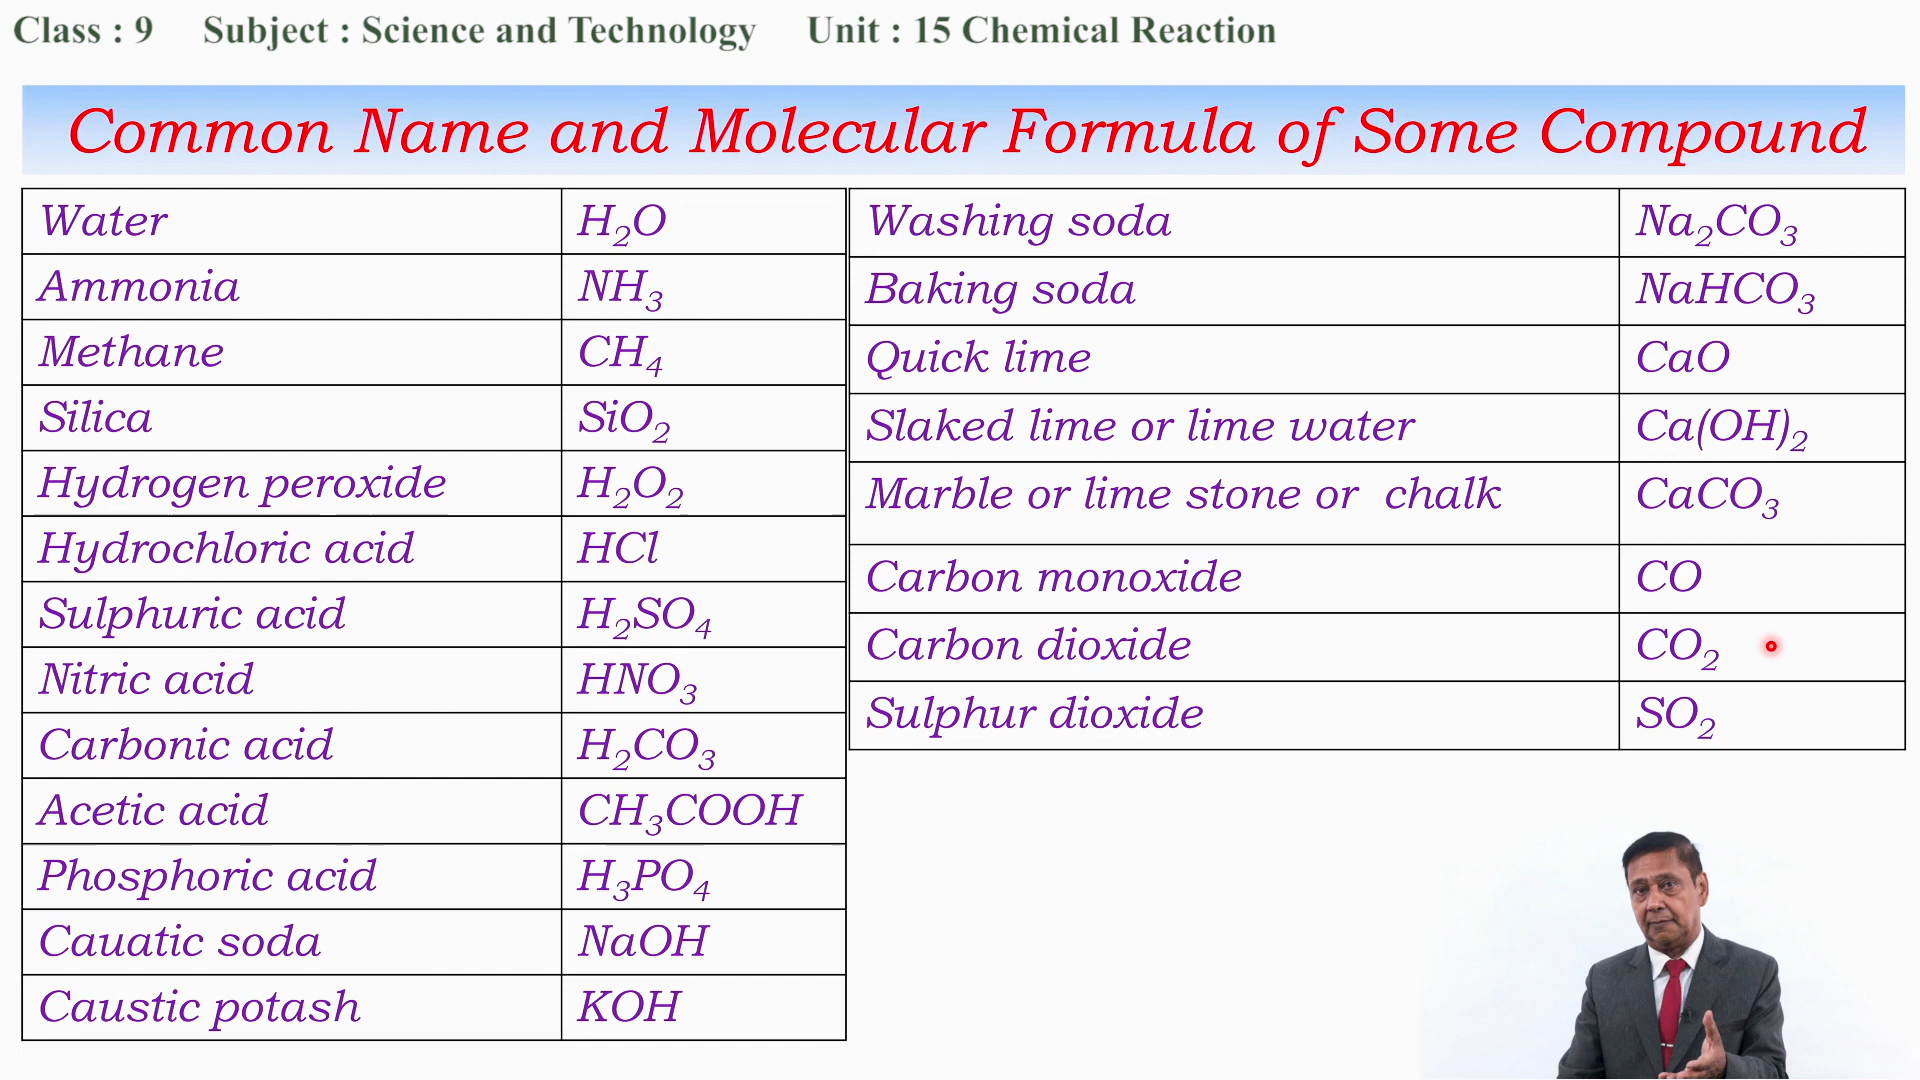 Class : 9 Subject : Science and Technology Unit : 15 Chemical Reaction
Common Name and Molecular Formula of Some Compound
Water H₂O
Ammonia NH₃
Methane CH₄
Silica SiO₂
Hydrogen peroxide H₂O₂
Hydrochloric acid HCl
Sulphuric acid H₂SO₄
Nitric acid HNO₃
Carbonic acid H₂CO₃
Acetic acid CH₃COOH
Phosphoric acid H₃PO₄
Cauatic soda NaOH
Caustic potash KOH
Washing soda Na₂CO₃
Baking soda NaHCO₃
Quick lime CaO
Slaked lime or lime water Ca(OH)₂
Marble or lime stone or chalk CaCO₃
Carbon monoxide CO
Carbon dioxide CO₂
Sulphur dioxide SO₂